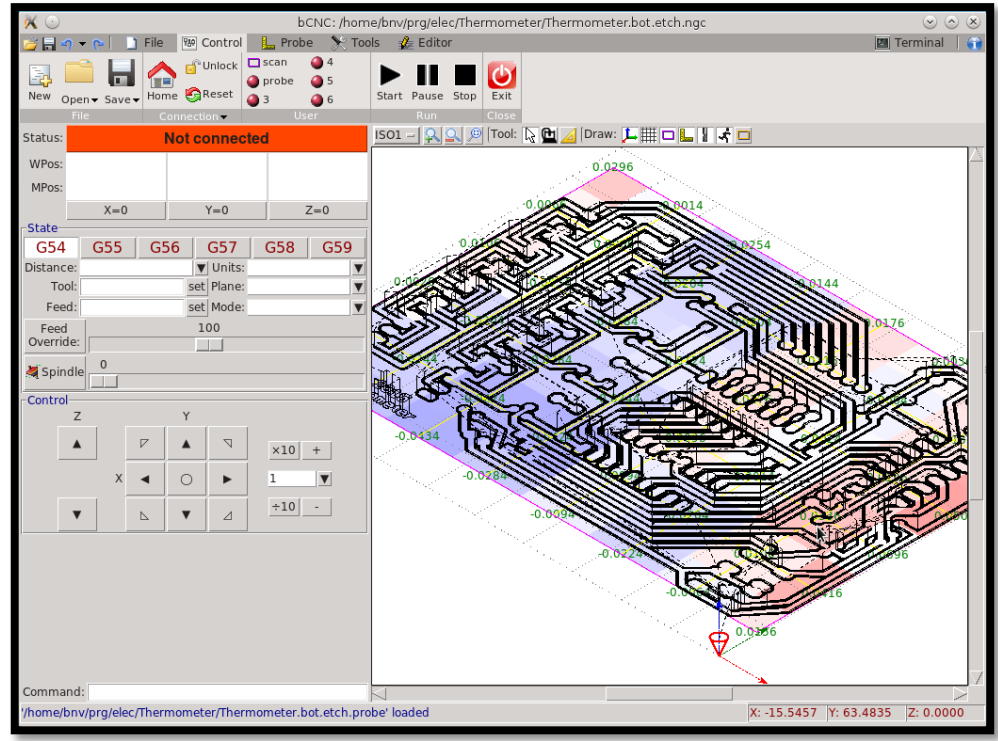 bCNC: /home/bnv/prg/elec/Thermometer/Thermometer.bot.etch.ngc
File Control Probe Tools Editor Terminal
New Open Save Home Unlock Reset scan probe 3 4 5 6 Start Pause Stop Exit
File Connection User Run Close
Status: Not connected
ISO1 Tool: Draw:
WPos:
MPos:
X=0 Y=0 Z=0
State
G54 G55 G56 G57 G58 G59
Distance: Units:
Tool: set Plane:
Feed: set Mode:
Feed Override: 100
Spindle 0
Control
Z Y
×10 +
X 1
÷10 -
0.0296
0.0014
0.0254
0.0144
0.0176
-0.0434
-0.0284
-0.0094
-0.0224
0.0186
Command:
'/home/bnv/prg/elec/Thermometer/Thermometer.bot.etch.probe' loaded
X: -15.5457 Y: 63.4835 Z: 0.0000